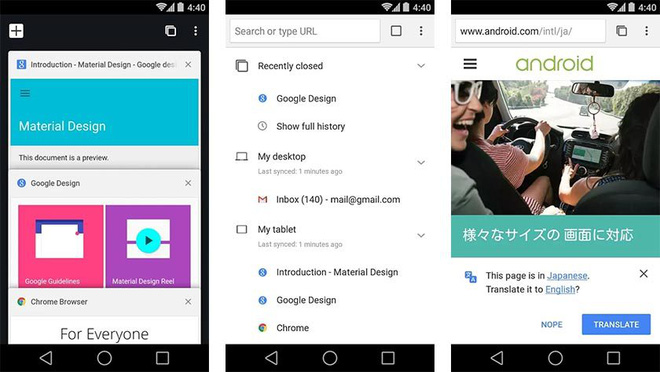 4:40
Introduction - Material Design - Google desi
Material Design
This document is a preview.
Google Design
Google Guidelines
Material Design Reel
Chrome Browser
For Everyone
4:40
Search or type URL
Recently closed
Google Design
Show full history
My desktop
Last synced: 1 minutes ago
Inbox (140) - mail@gmail.com
My tablet
Last synced: 1 minutes ago
Introduction - Material Design
Google Design
Chrome
4:40
www.android.com/intl/ja/
android
様々なサイズの 画面に対応
This page is in Japanese.
Translate it to English?
NOPE
TRANSLATE